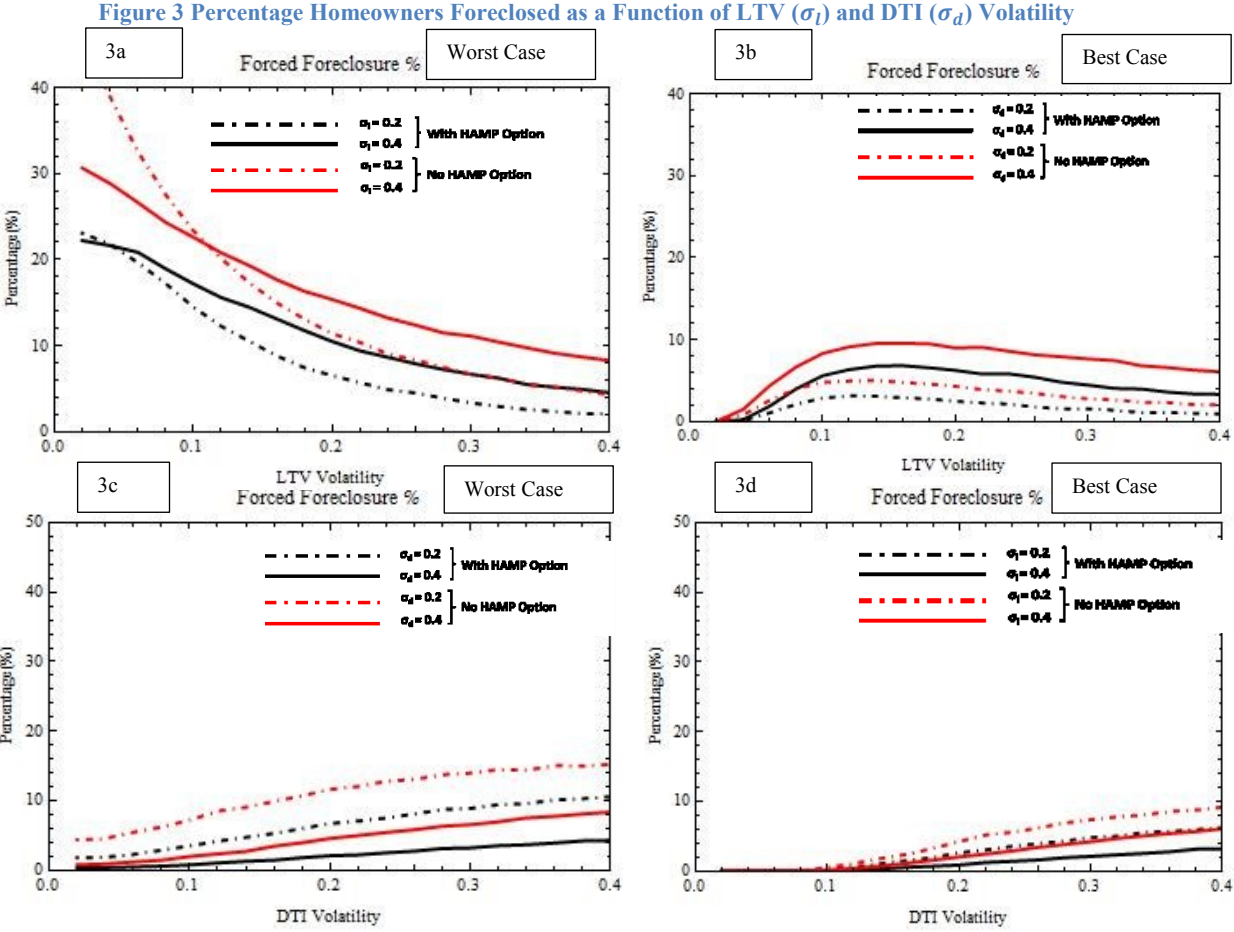 Figure 3 Percentage Homeowners Foreclosed as a Function of LTV (σₗ) and DTI (σ_d) Volatility
3a
Forced Foreclosure %
Worst Case
40
30
20
10
0
Percentage(%)
σₗ = 0.2
σₗ = 0.4
With HAMP Option
σₗ = 0.2
σₗ = 0.4
No HAMP Option
0.0 0.1 0.2 0.3 0.4
LTV Volatility
3b
Forced Foreclosure %
Best Case
40
30
20
10
0
Percentage(%)
σ_d = 0.2
σ_d = 0.4
With HAMP Option
σ_d = 0.2
σ_d = 0.4
No HAMP Option
0.0 0.1 0.2 0.3 0.4
LTV Volatility
3c
Forced Foreclosure %
Worst Case
50
40
30
20
10
0
Percentage(%)
σ_d = 0.2
σ_d = 0.4
With HAMP Option
σ_d = 0.2
σ_d = 0.4
No HAMP Option
0.0 0.1 0.2 0.3 0.4
DTI Volatility
3d
Forced Foreclosure %
Best Case
50
40
30
20
10
0
Percentage(%)
σₗ = 0.2
σₗ = 0.4
With HAMP Option
σₗ = 0.2
σₗ = 0.4
No HAMP Option
0.0 0.1 0.2 0.3 0.4
DTI Volatility